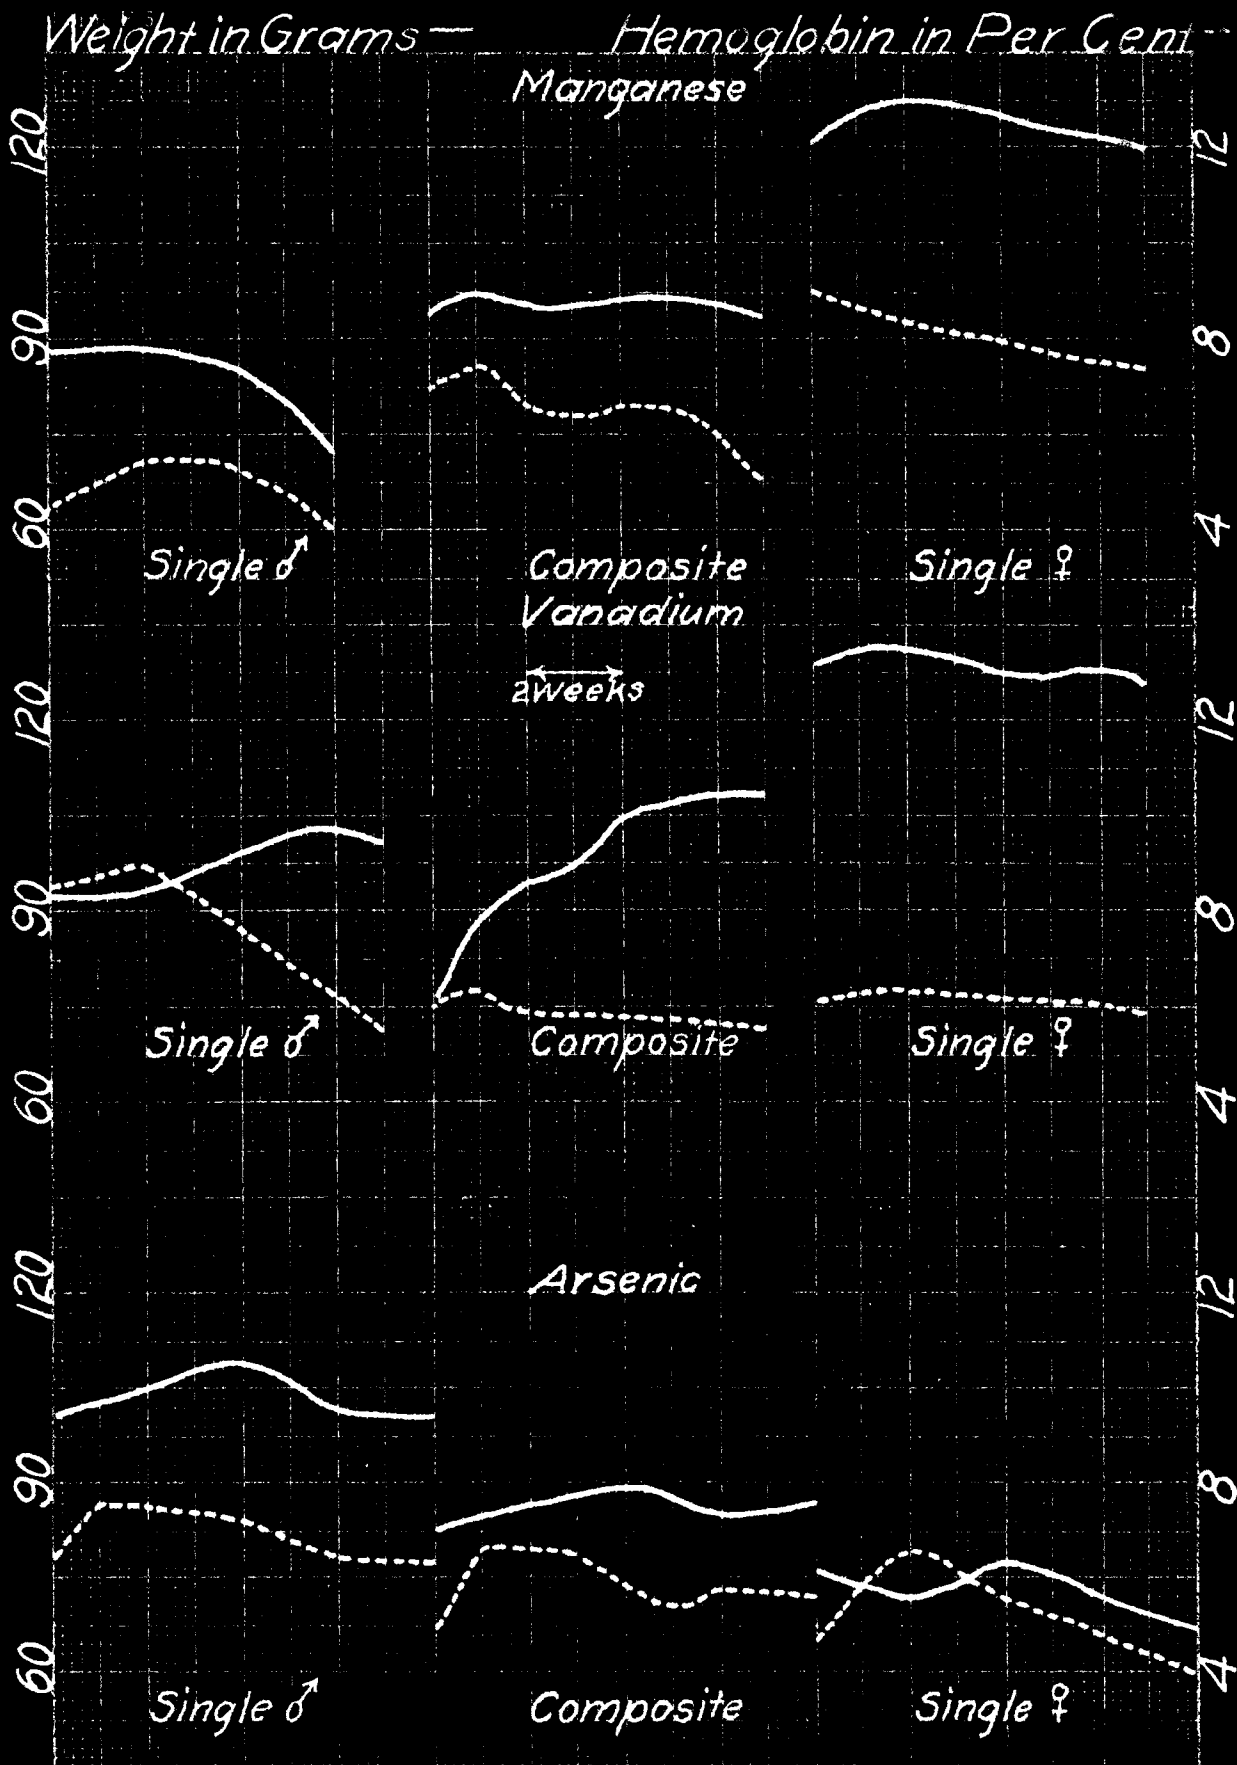 Weight in Grams — Hemoglobin in Per Cent --
Manganese
120 12
90 8
60 4
Single ♂ Composite Single ♀
Vanadium
2 Weeks
120 12
90 8
Single ♂ Composite Single ♀
60 4
Arsenic
120 12
90 8
60 4
Single ♂ Composite Single ♀